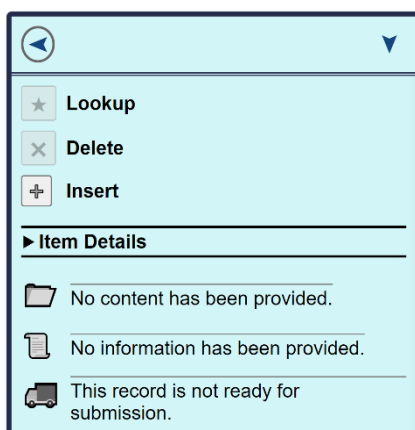 Lookup
Delete
Insert
Item Details
No content has been provided.
No information has been provided.
This record is not ready for
submission.